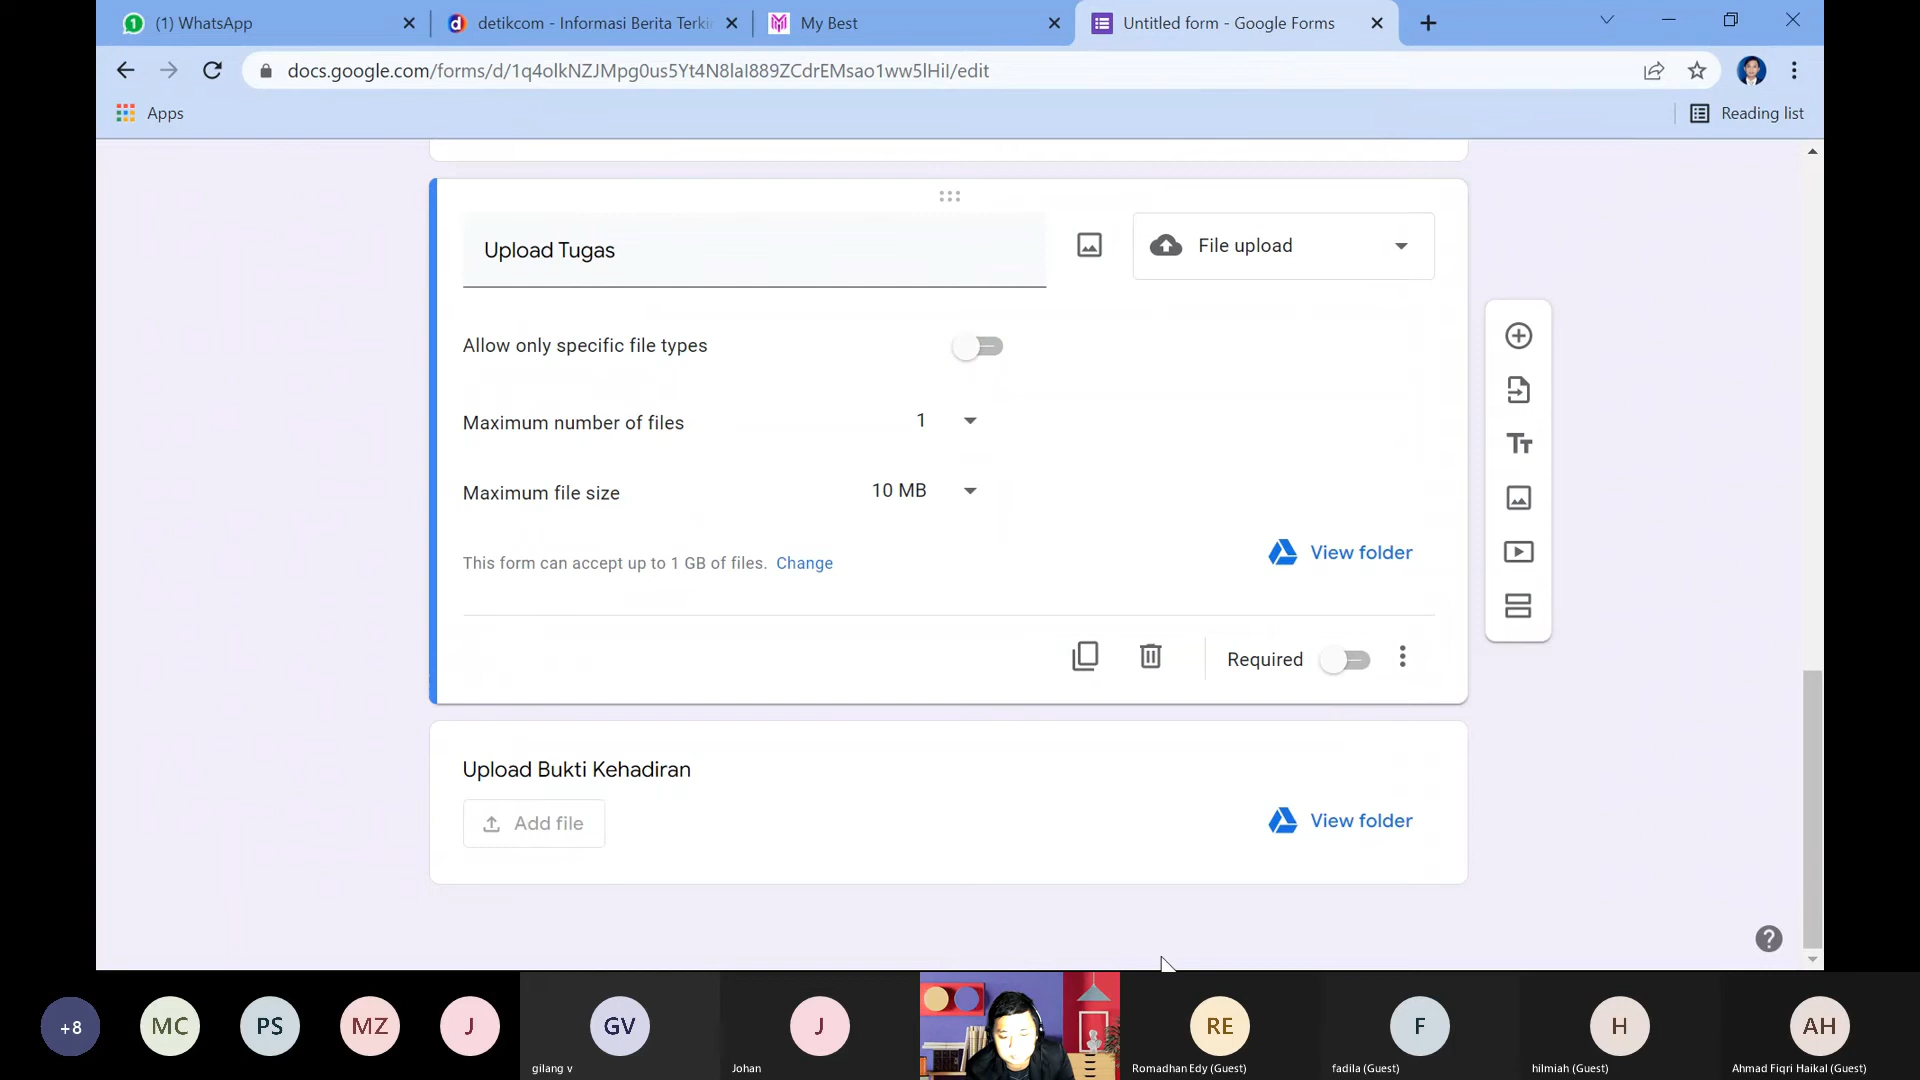 (1) WhatsApp
detikcom - Informasi Berita Terki
My Best
Untitled form - Google Forms
docs.google.com/forms/d/1q4olkNZJMpg0us5Yt4N8lal889ZCdrEMsao1ww5lHiI/edit
Apps
Reading list
Upload Tugas
File upload
Allow only specific file types
Maximum number of files
1
Maximum file size
10 MB
This form can accept up to 1 GB of files. Change
View folder
Required
Upload Bukti Kehadiran
Add file
View folder
+8
MC
PS
MZ
J
GV
J
RE
F
H
AH
gilang v
Johan
Romadhan Edy (Guest)
fadila (Guest)
hilmiah (Guest)
Ahmad Fiqri Haikal (Guest)